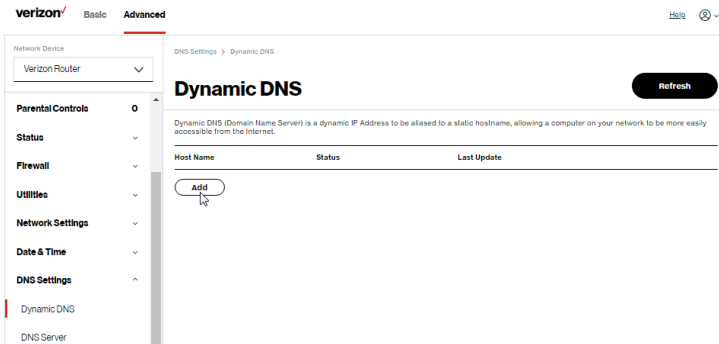 verizon Basic Advanced Help
Network Device
Verizon Router
Parental Controls 0
Status
Firewall
Utilities
Network Settings
Date & Time
DNS Settings
Dynamic DNS
DNS Server
DNS Settings > Dynamic DNS
Dynamic DNS
Refresh
Dynamic DNS (Domain Name Server) is a dynamic IP Address to be aliased to a static hostname, allowing a computer on your network to be more easily
accessible from the Internet.
Host Name Status Last Update
Add